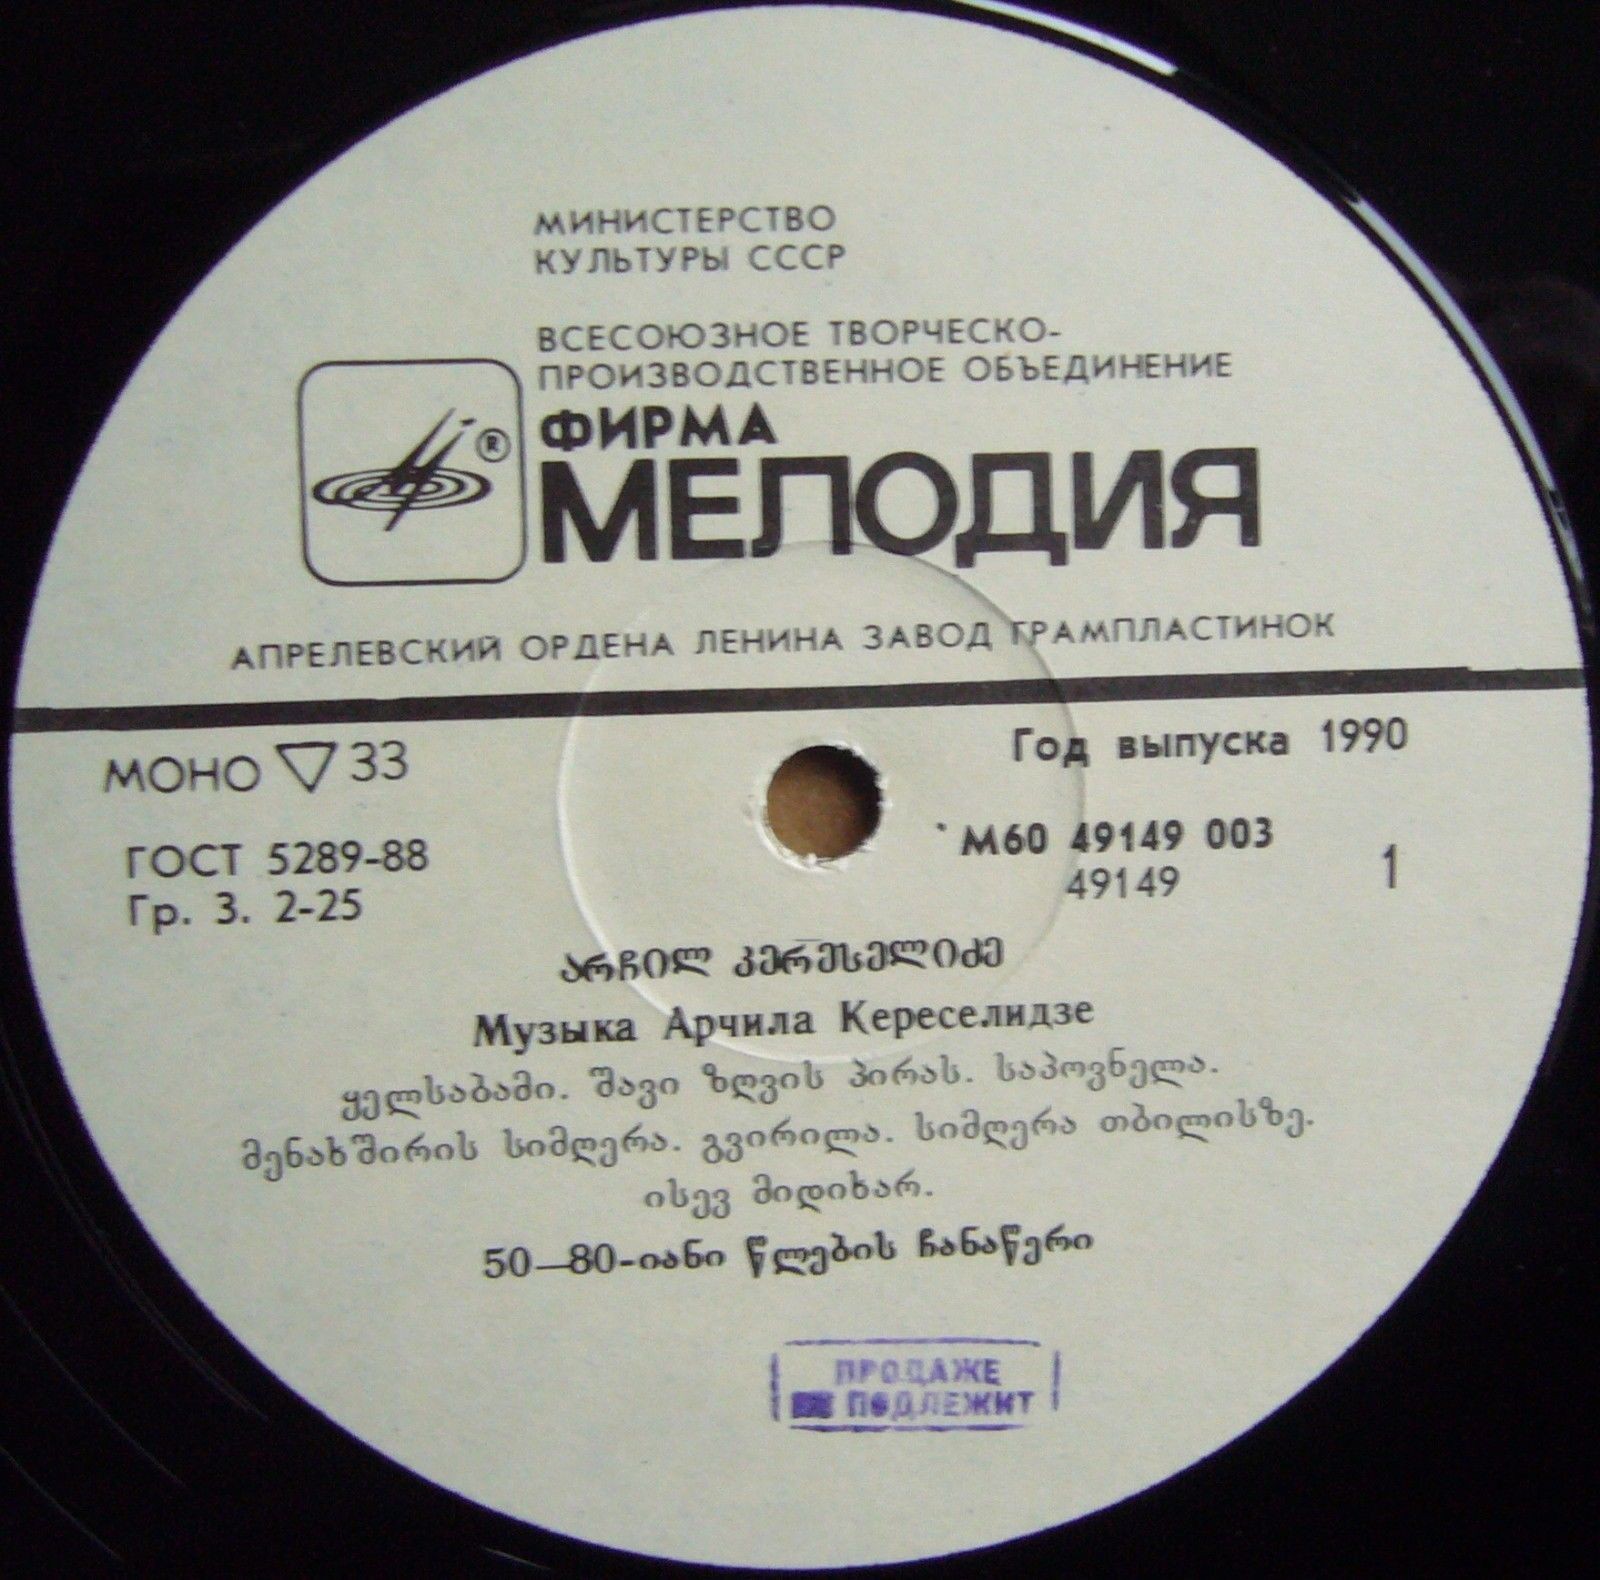 МИНИСТЕРСТВО
КУЛЬТУРЫ СССР
ВСЕСОЮЗНОЕ ТВОРЧЕСКО-
ПРОИЗВОДСТВЕННОЕ ОБЪЕДИНЕНИЕ
ФИРМА
МЕЛОДИЯ
®
АПРЕЛЕВСКИЙ ОРДЕНА ЛЕНИНА ЗАВОД ГРАМПЛАСТИНОК
МОНО ▽ 33
Год выпуска 1990
ГОСТ 5289-88
Гр. 3. 2-25
М60 49149 003
49149
1
არჩილ კერესელიძე
Музыка Арчила Кереселидзе
ყელსაბამი. შავი ზღვის პირას. საპოვნელა.
მენახშირის სიმღერა. გვირილა. სიმღერა თბილისზე.
ისევ მიდიხარ.
50—80-იანი წლების ჩანაწერი
ПРОДАЖЕ
ПОДЛЕЖИТ